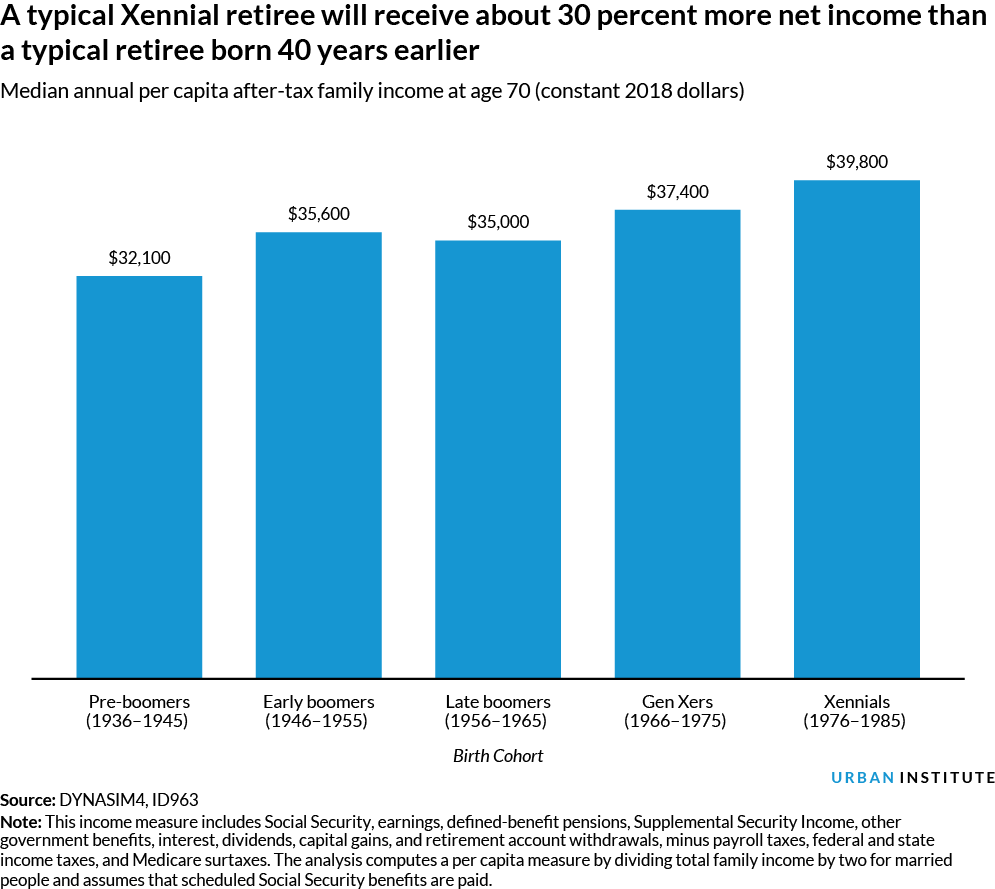 A typical Xennial retiree will receive about 30 percent more net income than
a typical retiree born 40 years earlier
Median annual per capita after-tax family income at age 70 (constant 2018 dollars)
$32,100
$35,600
$35,000
$37,400
$39,800
Pre-boomers
(1936–1945)
Early boomers
(1946–1955)
Late boomers
(1956–1965)
Gen Xers
(1966–1975)
Xennials
(1976–1985)
Birth Cohort
URBAN INSTITUTE
Source: DYNASIM4, ID963
Note: This income measure includes Social Security, earnings, defined-benefit pensions, Supplemental Security Income, other
government benefits, interest, dividends, capital gains, and retirement account withdrawals, minus payroll taxes, federal and state
income taxes, and Medicare surtaxes. The analysis computes a per capita measure by dividing total family income by two for married
people and assumes that scheduled Social Security benefits are paid.